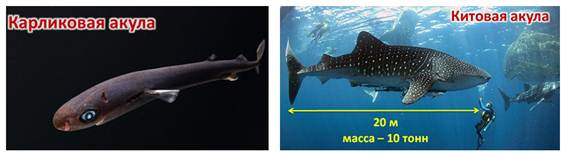 Карликовая акула
Китовая акула
20 м
масса – 10 тонн